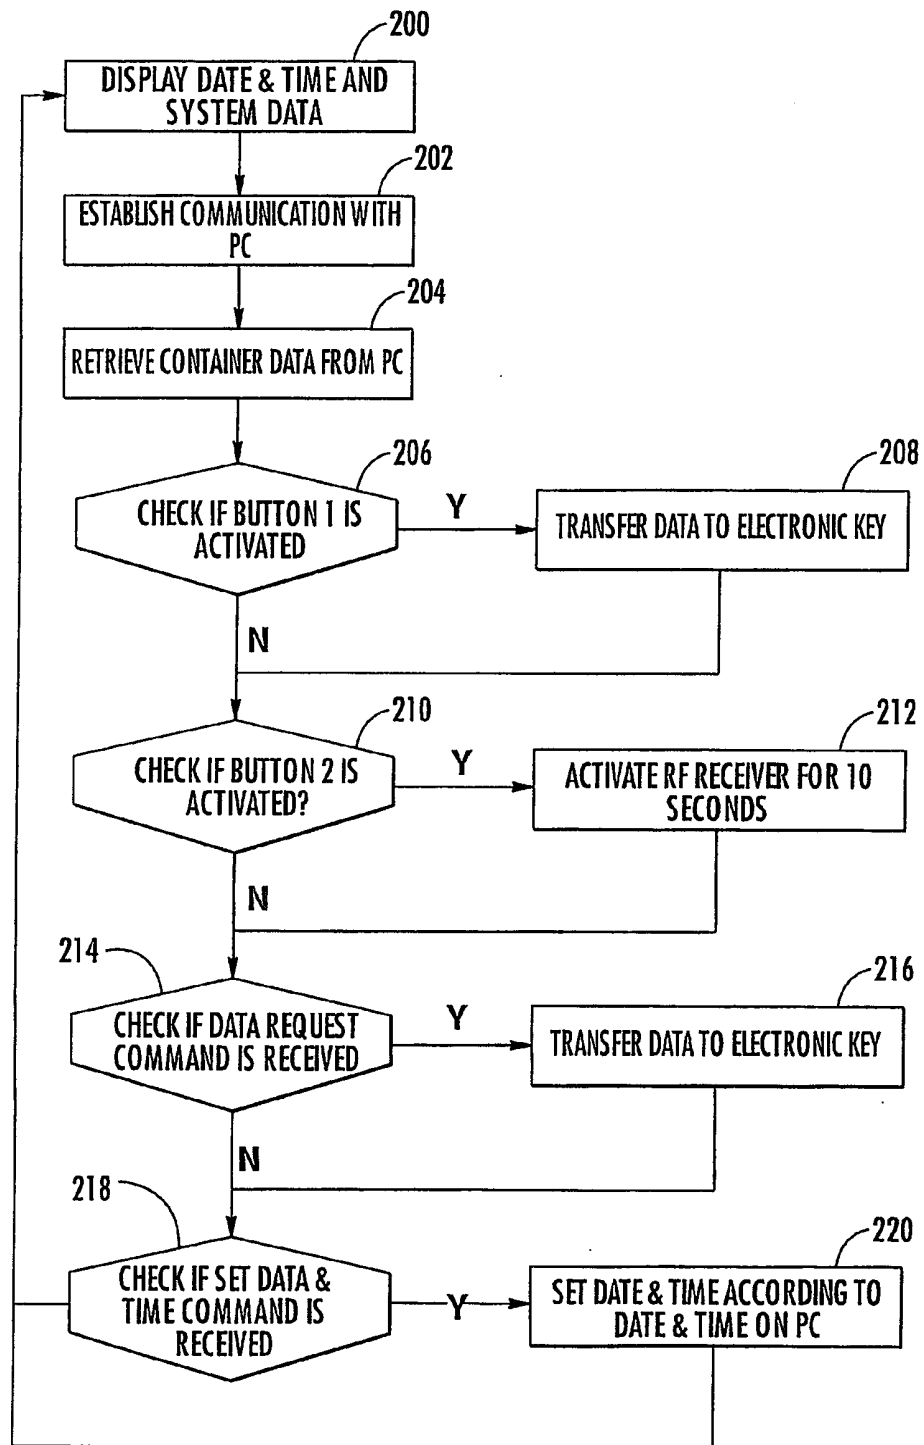 200
DISPLAY DATE & TIME AND
SYSTEM DATA
202
ESTABLISH COMMUNICATION WITH
PC
204
RETRIEVE CONTAINER DATA FROM PC
206
CHECK IF BUTTON 1 IS
ACTIVATED
Y
208
TRANSFER DATA TO ELECTRONIC KEY
N
210
CHECK IF BUTTON 2 IS
ACTIVATED?
Y
212
ACTIVATE RF RECEIVER FOR 10
SECONDS
N
214
CHECK IF DATA REQUEST
COMMAND IS RECEIVED
Y
216
TRANSFER DATA TO ELECTRONIC KEY
N
218
CHECK IF SET DATA &
TIME COMMAND IS
RECEIVED
Y
220
SET DATE & TIME ACCORDING TO
DATE & TIME ON PC